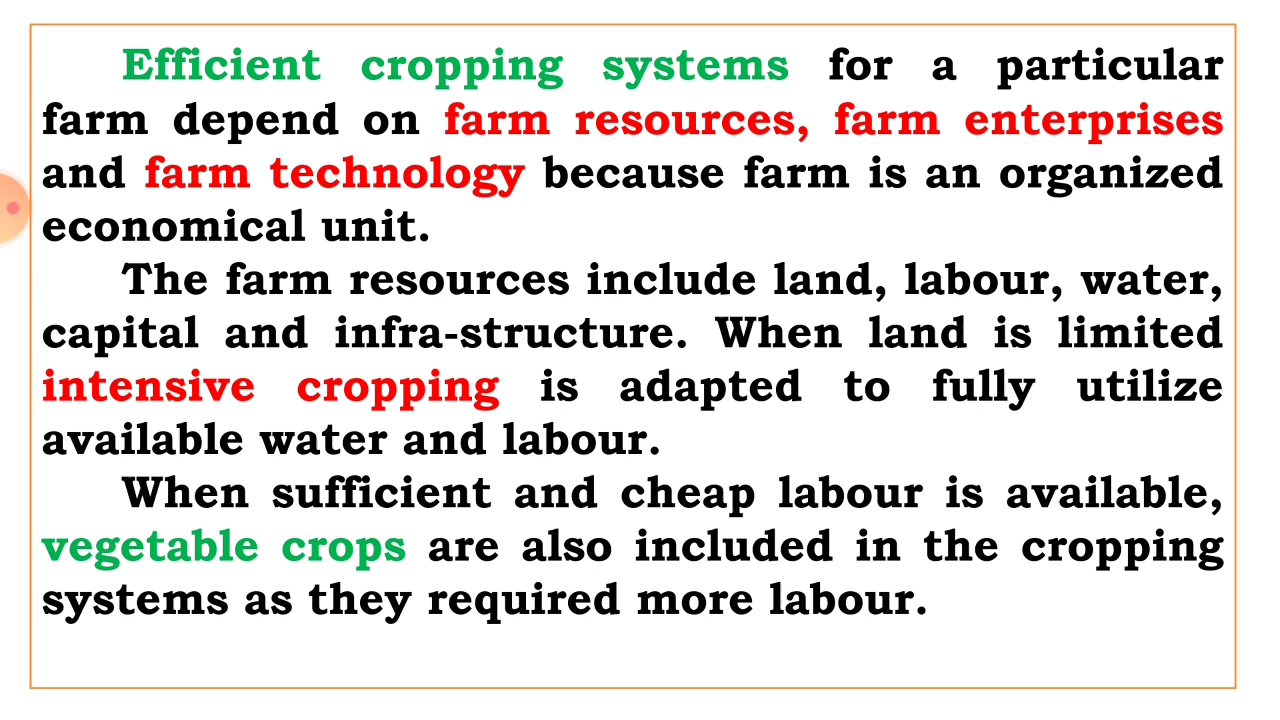 Efficient cropping systems for a particular
farm depend on farm resources, farm enterprises
and farm technology because farm is an organized
economical unit.
The farm resources include land, labour, water,
capital and infra-structure. When land is limited
intensive cropping is adapted to fully utilize
available water and labour.
When sufficient and cheap labour is available,
vegetable crops are also included in the cropping
systems as they required more labour.